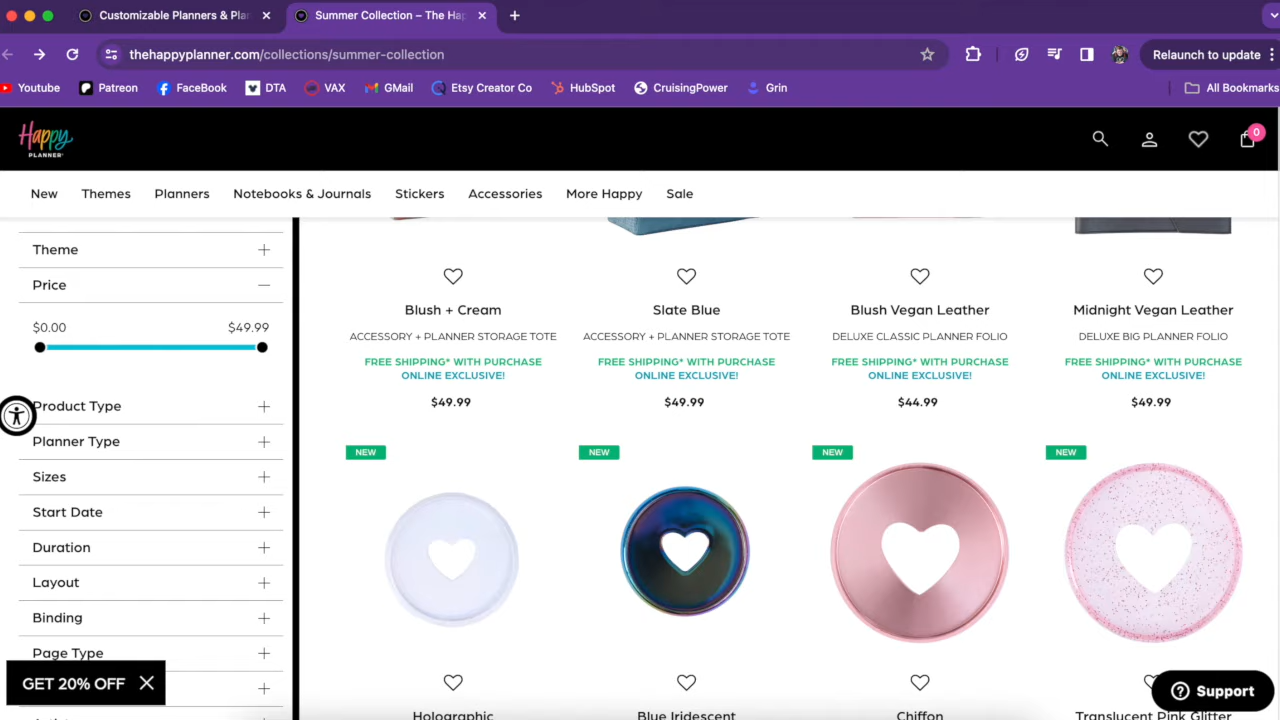 Customizable Planners & Plan
Summer Collection – The Hap
thehappyplanner.com/collections/summer-collection
Relaunch to update
Youtube
Patreon
FaceBook
DTA
VAX
GMail
Etsy Creator Co
HubSpot
CruisingPower
Grin
All Bookmarks
Happy
PLANNER
0
New
Themes
Planners
Notebooks & Journals
Stickers
Accessories
More Happy
Sale
Theme
Price
$0.00
$49.99
Product Type
Planner Type
Sizes
Start Date
Duration
Layout
Binding
Page Type
GET 20% OFF
Blush + Cream
ACCESSORY + PLANNER STORAGE TOTE
FREE SHIPPING* WITH PURCHASE
ONLINE EXCLUSIVE!
$49.99
Slate Blue
ACCESSORY + PLANNER STORAGE TOTE
FREE SHIPPING* WITH PURCHASE
ONLINE EXCLUSIVE!
$49.99
Blush Vegan Leather
DELUXE CLASSIC PLANNER FOLIO
FREE SHIPPING* WITH PURCHASE
ONLINE EXCLUSIVE!
$44.99
Midnight Vegan Leather
DELUXE BIG PLANNER FOLIO
FREE SHIPPING* WITH PURCHASE
ONLINE EXCLUSIVE!
$49.99
NEW
NEW
NEW
NEW
Holographic
Blue Iridescent
Chiffon
Translucent Pink Glitter
Support